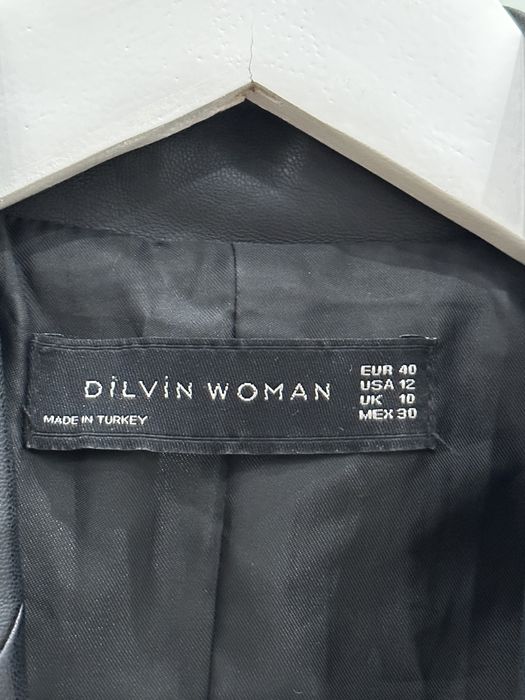 DİLVİN WOMAN
MADE IN TURKEY
EUR 40
USA 12
UK 10
MEX 30